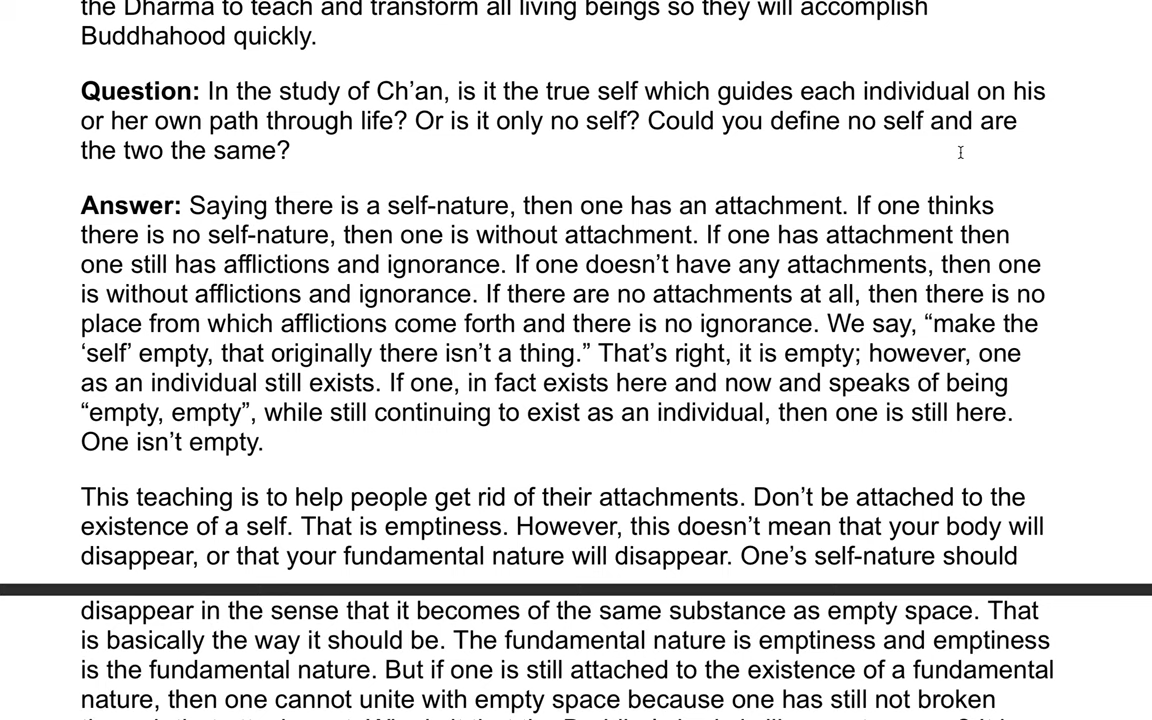 the Dharma to teach and transform all living beings so they will accomplish
Buddhahood quickly.
Question: In the study of Ch’an, is it the true self which guides each individual on his
or her own path through life? Or is it only no self? Could you define no self and are
the two the same?
Answer: Saying there is a self-nature, then one has an attachment. If one thinks
there is no self-nature, then one is without attachment. If one has attachment then
one still has afflictions and ignorance. If one doesn’t have any attachments, then one
is without afflictions and ignorance. If there are no attachments at all, then there is no
place from which afflictions come forth and there is no ignorance. We say, “make the
‘self’ empty, that originally there isn’t a thing.” That’s right, it is empty; however, one
as an individual still exists. If one, in fact exists here and now and speaks of being
“empty, empty”, while still continuing to exist as an individual, then one is still here.
One isn’t empty.
This teaching is to help people get rid of their attachments. Don’t be attached to the
existence of a self. That is emptiness. However, this doesn’t mean that your body will
disappear, or that your fundamental nature will disappear. One’s self-nature should
disappear in the sense that it becomes of the same substance as empty space. That
is basically the way it should be. The fundamental nature is emptiness and emptiness
is the fundamental nature. But if one is still attached to the existence of a fundamental
nature, then one cannot unite with empty space because one has still not broken